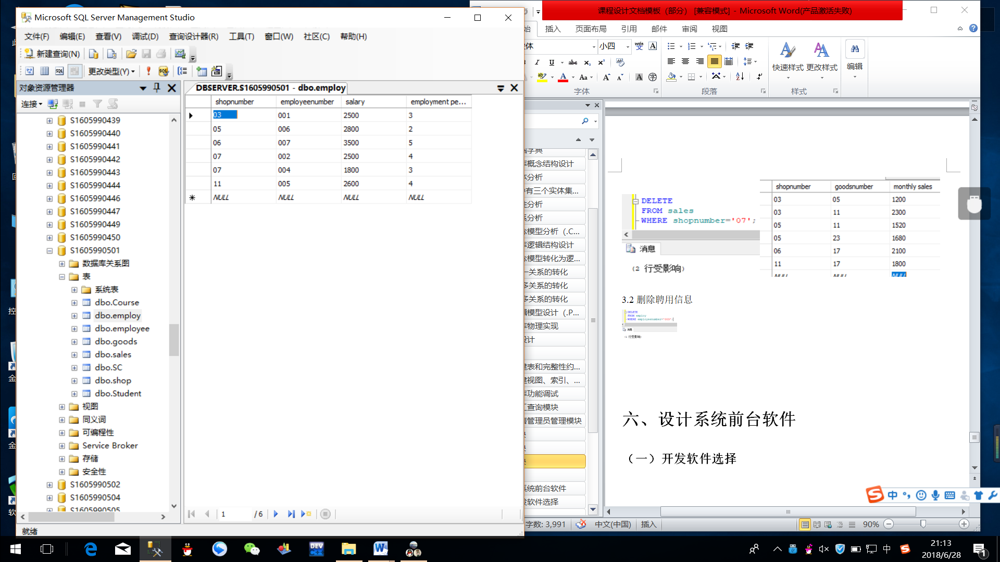 Microsoft SQL Server Management Studio
文件(F) 编辑(E) 查看(V) 调试(D) 查询设计器(R) 工具(T) 窗口(W) 社区(C) 帮助(H)
新建查询(N)
更改类型(Y)
对象资源管理器
连接
S1605990439
S1605990440
S1605990441
S1605990442
S1605990443
S1605990444
S1605990446
S1605990447
S1605990449
S1605990450
S1605990501
数据库关系图
表
系统表
dbo.Course
dbo.employ
dbo.employee
dbo.goods
dbo.sales
dbo.SC
dbo.shop
dbo.Student
视图
同义词
可编程性
Service Broker
存储
安全性
S1605990502
S1605990504
S1605990505
就绪
DBSERVER.S1605990501 - dbo.employ
shopnumber employeenumber salary employment pe...
03 001 2500 3
05 006 2800 2
06 007 3500 5
07 002 2500 4
07 004 1800 3
11 005 2600 4
NULL NULL NULL NULL
1 / 6
课程设计文档模板（部分） [兼容模式] - Microsoft Word(产品激活失败)
始 插入 页面布局 引用 邮件 审阅 视图
体 小四
快速样式 更改样式 编辑
字体 段落 样式
字典
概念结构设计
分析
有三个实体集...
分析
分析
模型分析（.C...
逻辑结构设计
模型转化为逻...
一关系的转化
多关系的转化
多关系的转化
模型设计（.P...
物理实现
设计
表和完整性约...
视图、索引、...
功能调试
查询模块
管理员管理模块
系统前台软件
发软件选择
DELETE
FROM sales
WHERE shopnumber='07';
消息
(2 行受影响)
shopnumber goodsnumber monthly sales
03 05 1200
03 11 2300
05 11 1520
05 23 1680
06 17 2100
11 17 1800
NULL NULL NULL
3.2 删除聘用信息
DELETE
FROM employ
WHERE employeenumber='003';
消息
(1 行受影响)
六、设计系统前台软件
（一）开发软件选择
字数: 3,991 中文(中国) 插入 90%
中
DEV C++
中
21:13
2018/6/28
1